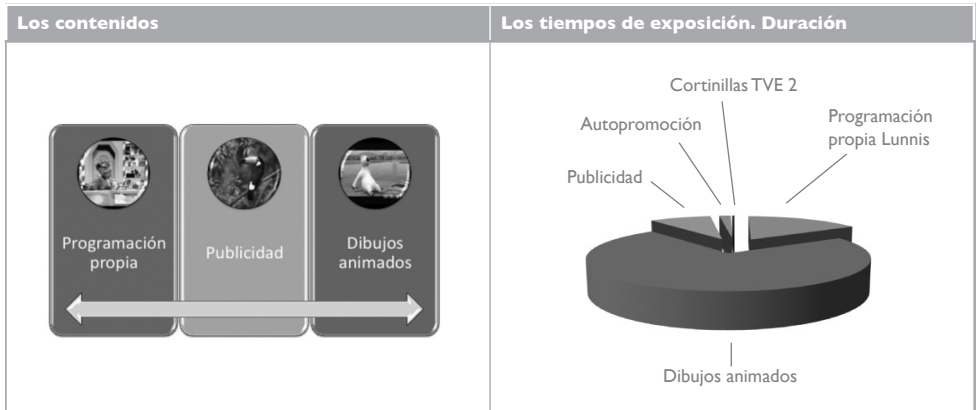 Los contenidos
Los tiempos de exposición. Duración
Programación
propia
Publicidad
Dibujos
animados
Cortinillas TVE 2
Autopromoción
Programación
propia Lunnis
Publicidad
Dibujos animados